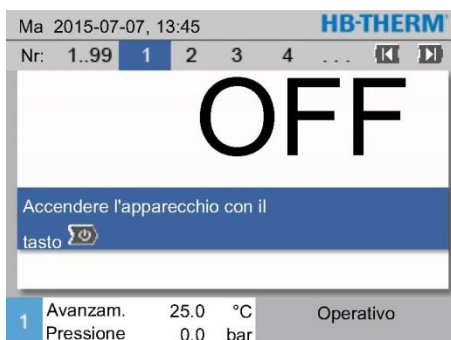 Ma 2015-07-07, 13:45 HB-THERM
Nr: 1..99 1 2 3 4 ...
OFF
Accendere l'apparecchio con il
tasto
1 Avanzam. 25.0 °C Operativo
Pressione 0.0 bar